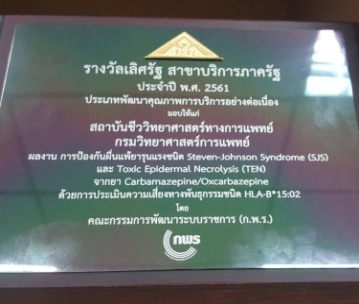 รางวัลเลิศรัฐ สาขาบริการภาครัฐ
ประจำปี พ.ศ. 2561
ประเภทพัฒนาคุณภาพการบริการอย่างต่อเนื่อง
มอบให้แก่
สถาบันชีววิทยาศาสตร์ทางการแพทย์
กรมวิทยาศาสตร์การแพทย์
ผลงาน การป้องกันผื่นแพ้ยารุนแรงชนิด Steven-Johnson Syndrome (SJS)
และ Toxic Epidermal Necrolysis (TEN)
จากยา Carbamazepine/Oxcarbazepine
ด้วยการประเมินความเสี่ยงทางพันธุกรรมชนิด HLA-B*15:02
โดย
คณะกรรมการพัฒนาระบบราชการ (ก.พ.ร.)
กพร